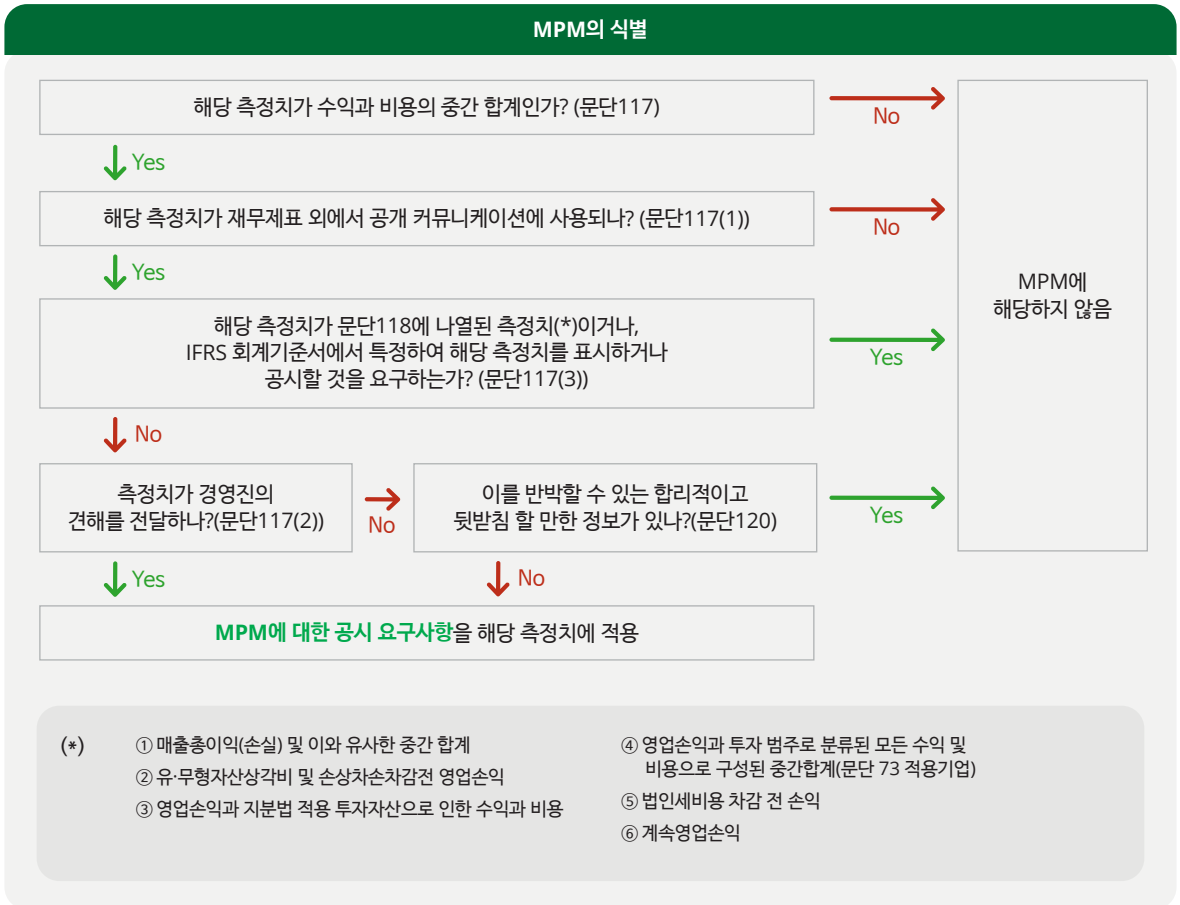 MPM의 식별
해당 측정치가 수익과 비용의 중간 합계인가? (문단117)
No
Yes
해당 측정치가 재무제표 외에서 공개 커뮤니케이션에 사용되나? (문단117(1))
No
Yes
MPM에
해당하지 않음
해당 측정치가 문단118에 나열된 측정치(*)이거나,
IFRS 회계기준서에서 특정하여 해당 측정치를 표시하거나
공시할 것을 요구하는가? (문단117(3))
Yes
No
측정치가 경영진의
견해를 전달하나?(문단117(2))
No
이를 반박할 수 있는 합리적이고
뒷받침 할 만한 정보가 있나?(문단120)
Yes
Yes
No
MPM에 대한 공시 요구사항을 해당 측정치에 적용
(*)
① 매출총이익(손실) 및 이와 유사한 중간 합계
② 유·무형자산상각비 및 손상차손차감전 영업손익
③ 영업손익과 지분법 적용 투자자산으로 인한 수익과 비용
④ 영업손익과 투자 범주로 분류된 모든 수익 및
비용으로 구성된 중간합계(문단 73 적용기업)
⑤ 법인세비용 차감 전 손익
⑥ 계속영업손익